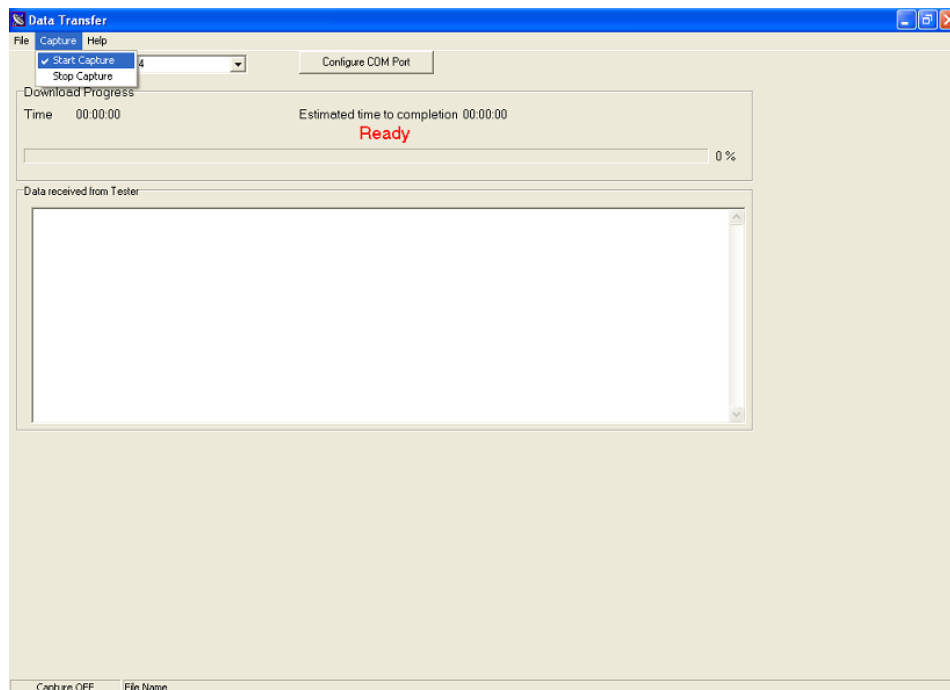 Data Transfer
File Capture Help
Start Capture
Stop Capture
4
Configure COM Port
Download Progress
Time 00:00:00
Estimated time to completion 00:00:00
Ready
0 %
Data received from Tester
Capture OFF
File Name